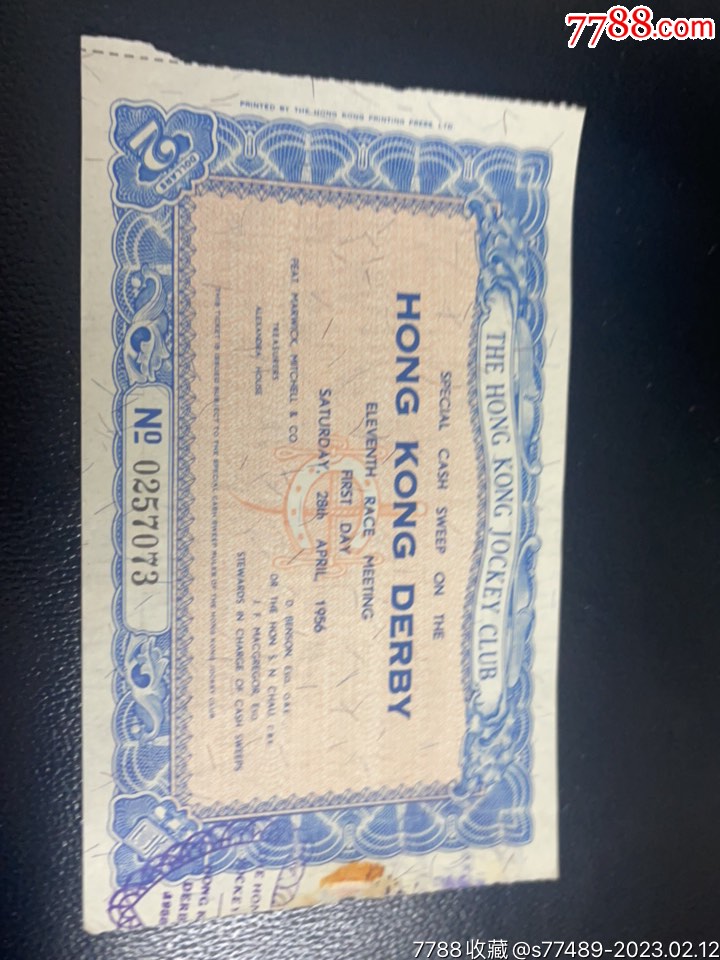 7788.com
PRINTED BY THE HONG KONG PRINTING PRESS, LTD.
THE HONG KONG JOCKEY CLUB
SPECIAL CASH SWEEP ON THE
HONG KONG DERBY
ELEVENTH RACE MEETING
FIRST DAY
SATURDAY, 28th APRIL 1956
PEAT, MARWICK, MITCHELL & CO.
TREASURERS
ALEXANDRA HOUSE
D. BENSON, ESQ. O.B.E.
OR THE HON. S. N. CHAU, C.B.E.
J. F. MACGREGOR, ESQ.
STEWARDS IN CHARGE OF CASH SWEEPS
THIS TICKET IS ISSUED SUBJECT TO THE SPECIAL CASH SWEEP RULES OF THE HONG KONG JOCKEY CLUB
2
DOLLARS
Nº 0257073
E HON
OCKEY
HONG K
DERB
7788收藏@s77489-2023.02.12